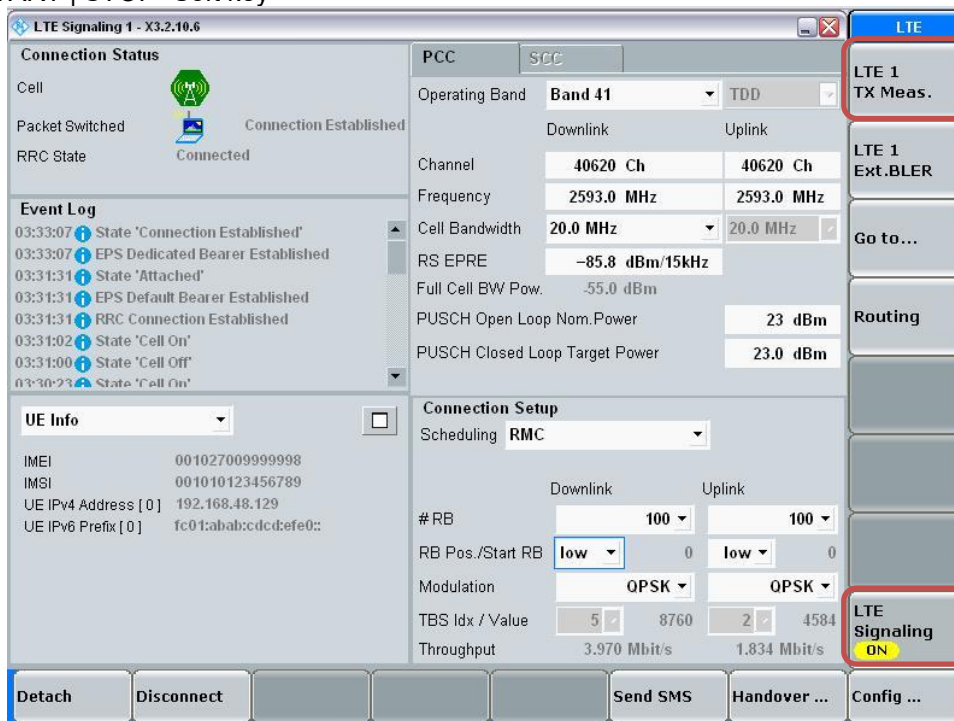 LTE Signaling 1 - X3.2.10.6
LTE
Connection Status
Cell
Packet Switched Connection Established
RRC State Connected
Event Log
03:33:07 State 'Connection Established'
03:33:07 EPS Dedicated Bearer Established
03:31:31 State 'Attached'
03:31:31 EPS Default Bearer Established
03:31:31 RRC Connection Established
03:31:02 State 'Cell On'
03:31:00 State 'Cell Off'
03:30:23 State 'Cell On'
UE Info
IMEI 001027009999998
IMSI 001010123456789
UE IPv4 Address [ 0 ] 192.168.48.129
UE IPv6 Prefix [ 0 ] fc01:abab:cdcd:efe0::
PCC SCC
Operating Band Band 41 TDD
Downlink Uplink
Channel 40620 Ch 40620 Ch
Frequency 2593.0 MHz 2593.0 MHz
Cell Bandwidth 20.0 MHz 20.0 MHz
RS EPRE -85.8 dBm/15kHz
Full Cell BW Pow. -55.0 dBm
PUSCH Open Loop Nom.Power 23 dBm
PUSCH Closed Loop Target Power 23.0 dBm
Connection Setup
Scheduling RMC
Downlink Uplink
# RB 100 100
RB Pos./Start RB low 0 low 0
Modulation QPSK QPSK
TBS Idx / Value 5 8760 2 4584
Throughput 3.970 Mbit/s 1.834 Mbit/s
LTE 1
TX Meas.
LTE 1
Ext.BLER
Go to...
Routing
LTE
Signaling
ON
Detach Disconnect Send SMS Handover ... Config ...